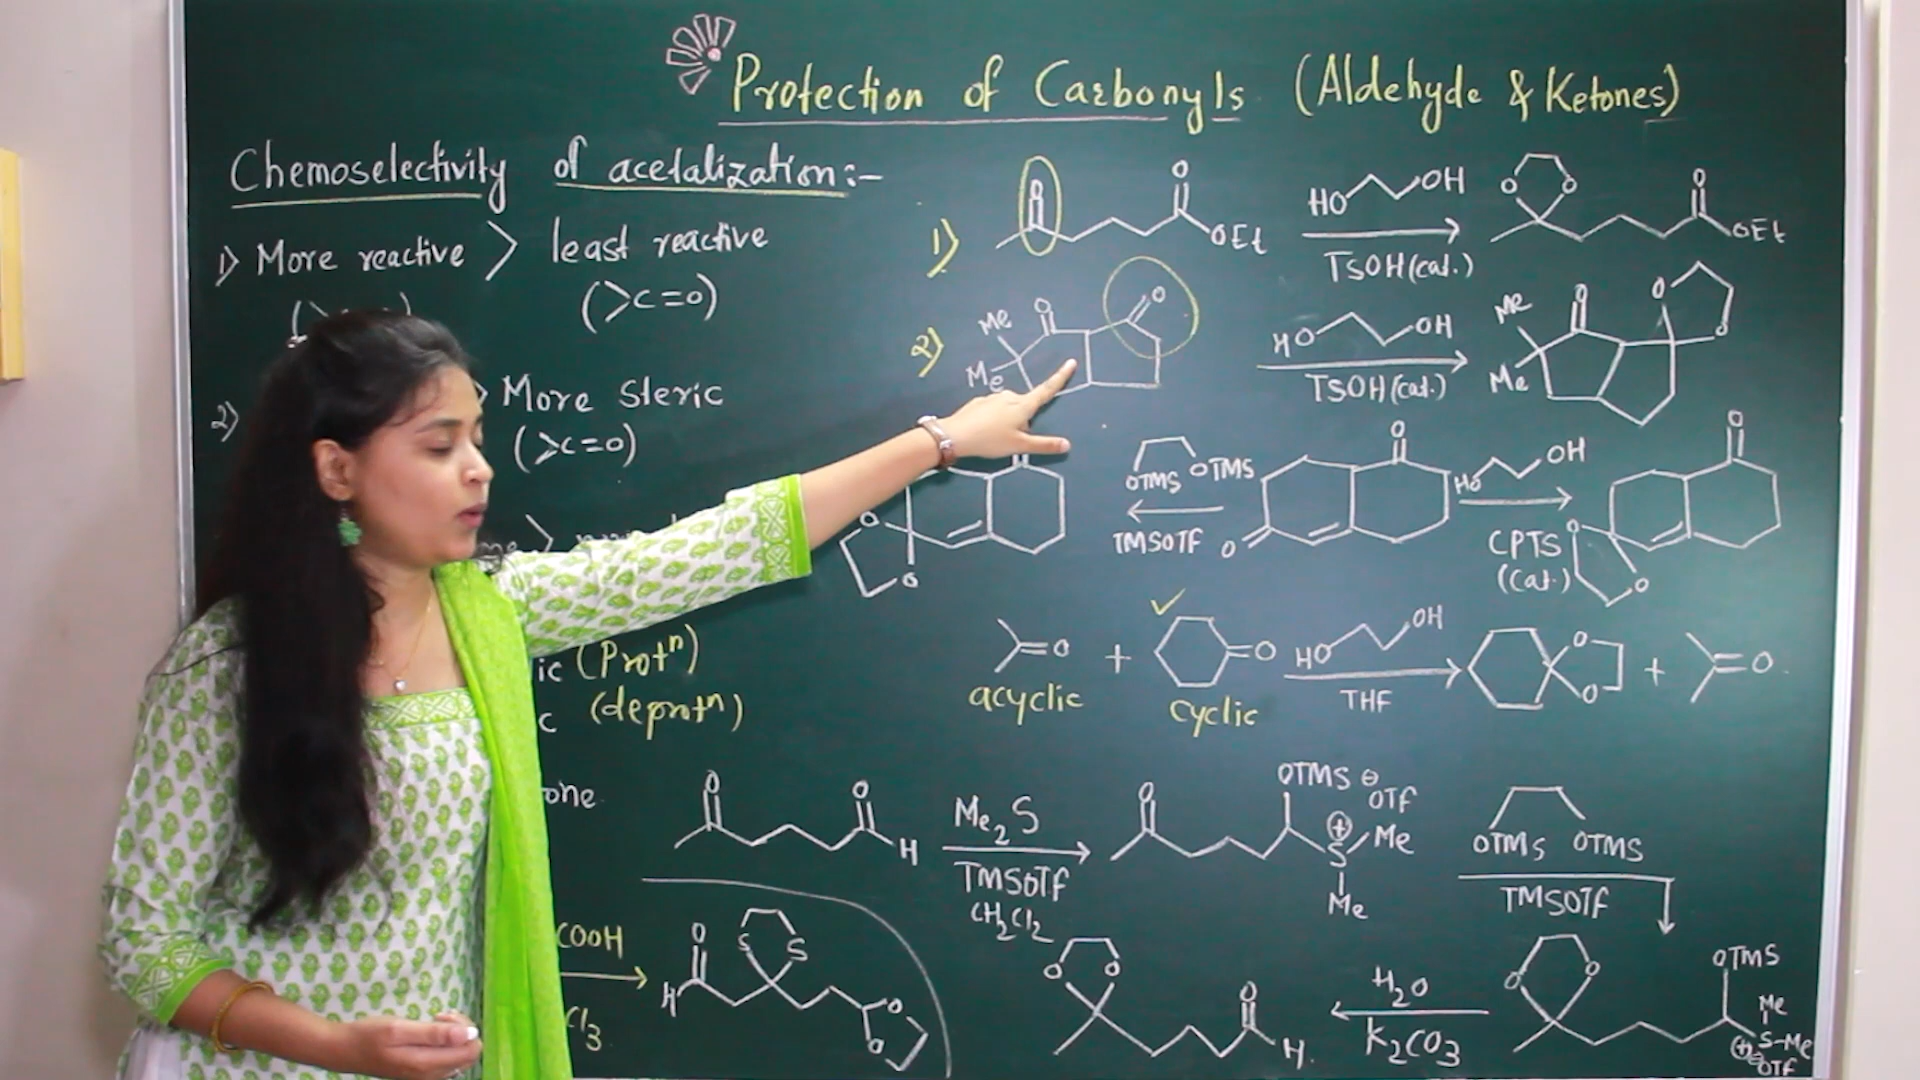 Protection of Carbonyls (Aldehyde & Ketones)
Chemoselectivity of acetalization:-
1) More reactive > least reactive
(>C=O)
2) > More Steric
(>C=O)
ic (Protⁿ)
c (deprotⁿ)
one
COOH
Cl3
1) O O OEt HO OH TsOH (cat.) O O O OEt
2) Me Me O O HO OH TSOH (cat.) Me Me O O O
O O O OTMS OTMS TMSOTF O O HO OH CPTS (Cat.) O O O
=O + =O HO OH THF O O + =O
acyclic cyclic
O O H Me2S TMSOTf CH2Cl2 O OTMS ⊖OTf ⊕ S Me Me OTMS OTMS TMSOTf
H O S S O O O O O H H2O K2CO3 O O OTMS Me S-Me ⊕ ⊖OTf